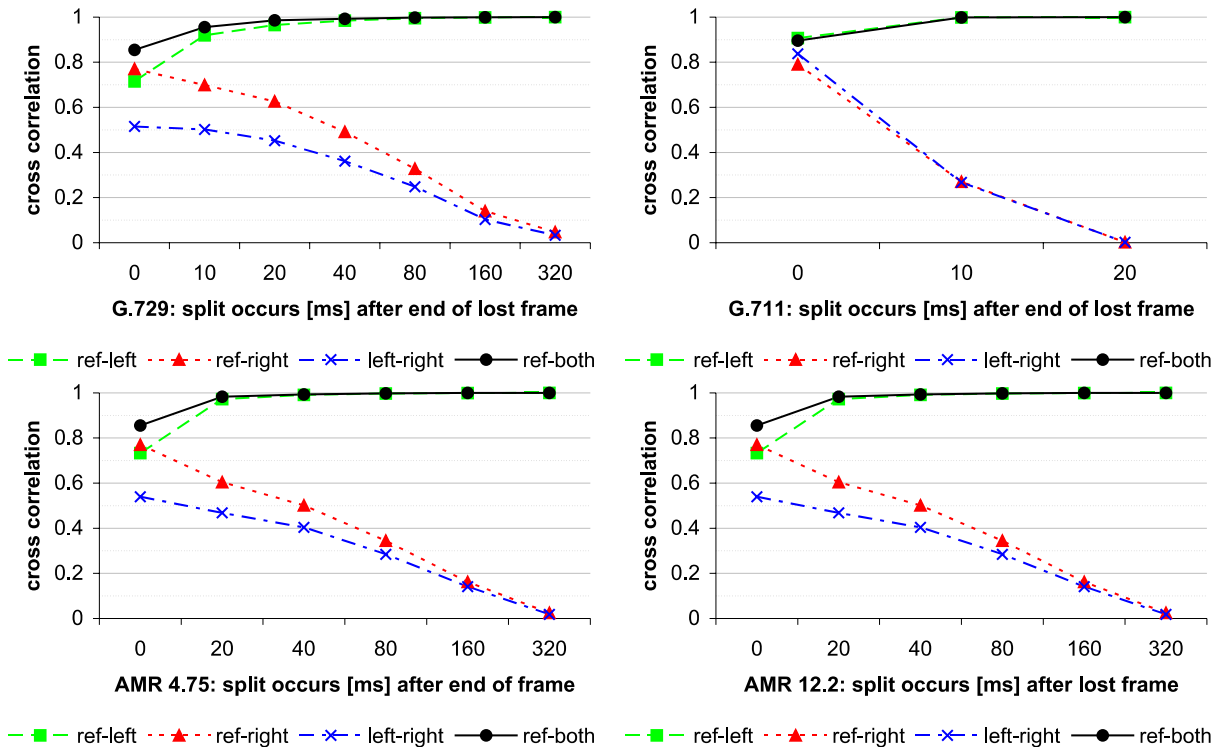 cross correlation
1
0.8
0.6
0.4
0.2
0
0 10 20 40 80 160 320
G.729: split occurs [ms] after end of lost frame
ref-left ref-right left-right ref-both
cross correlation
1
0.8
0.6
0.4
0.2
0
0 10 20
G.711: split occurs [ms] after end of lost frame
ref-left ref-right left-right ref-both
cross correlation
1
0.8
0.6
0.4
0.2
0
0 20 40 80 160 320
AMR 4.75: split occurs [ms] after end of frame
ref-left ref-right left-right ref-both
cross correlation
1
0.8
0.6
0.4
0.2
0
0 20 40 80 160 320
AMR 12.2: split occurs [ms] after lost frame
ref-left ref-right left-right ref-both